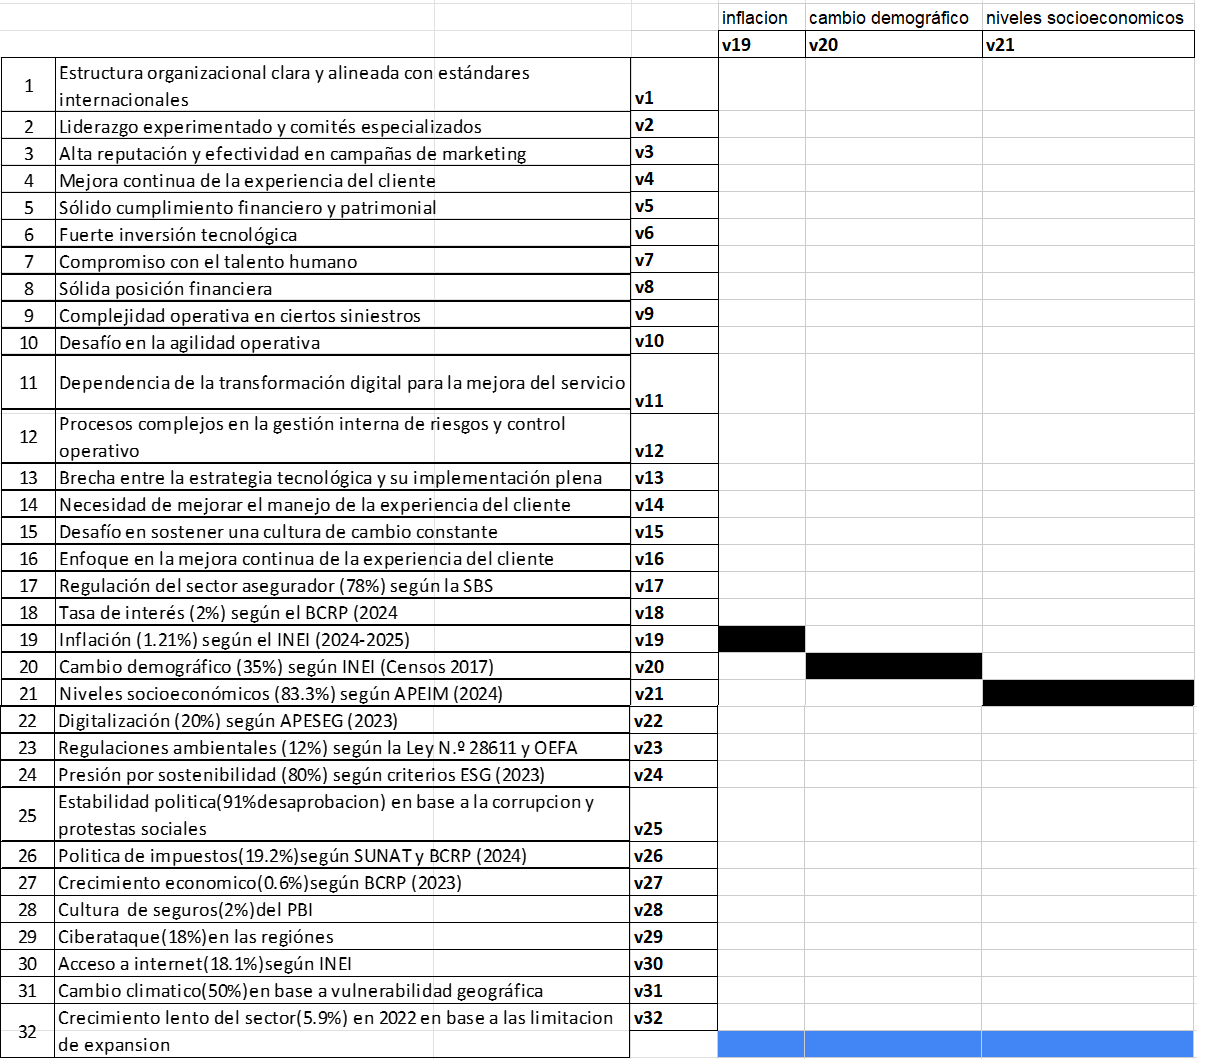 inflacion cambio demográfico niveles socioeconomicos
v19 v20 v21
1 Estructura organizacional clara y alineada con estándares
internacionales v1
2 Liderazgo experimentado y comités especializados v2
3 Alta reputación y efectividad en campañas de marketing v3
4 Mejora continua de la experiencia del cliente v4
5 Sólido cumplimiento financiero y patrimonial v5
6 Fuerte inversión tecnológica v6
7 Compromiso con el talento humano v7
8 Sólida posición financiera v8
9 Complejidad operativa en ciertos siniestros v9
10 Desafío en la agilidad operativa v10
11 Dependencia de la transformación digital para la mejora del servicio v11
12 Procesos complejos en la gestión interna de riesgos y control
operativo v12
13 Brecha entre la estrategia tecnológica y su implementación plena v13
14 Necesidad de mejorar el manejo de la experiencia del cliente v14
15 Desafío en sostener una cultura de cambio constante v15
16 Enfoque en la mejora continua de la experiencia del cliente v16
17 Regulación del sector asegurador (78%) según la SBS v17
18 Tasa de interés (2%) según el BCRP (2024 v18
19 Inflación (1.21%) según el INEI (2024-2025) v19
20 Cambio demográfico (35%) según INEI (Censos 2017) v20
21 Niveles socioeconómicos (83.3%) según APEIM (2024) v21
22 Digitalización (20%) según APESEG (2023) v22
23 Regulaciones ambientales (12%) según la Ley N.º 28611 y OEFA v23
24 Presión por sostenibilidad (80%) según criterios ESG (2023) v24
25 Estabilidad politica(91%desaprobacion) en base a la corrupcion y
protestas sociales v25
26 Politica de impuestos(19.2%)según SUNAT y BCRP (2024) v26
27 Crecimiento economico(0.6%)según BCRP (2023) v27
28 Cultura de seguros(2%)del PBI v28
29 Ciberataque(18%)en las regiónes v29
30 Acceso a internet(18.1%)según INEI v30
31 Cambio climatico(50%)en base a vulnerabilidad geográfica v31
32 Crecimiento lento del sector(5.9%) en 2022 en base a las limitacion v32
de expansion